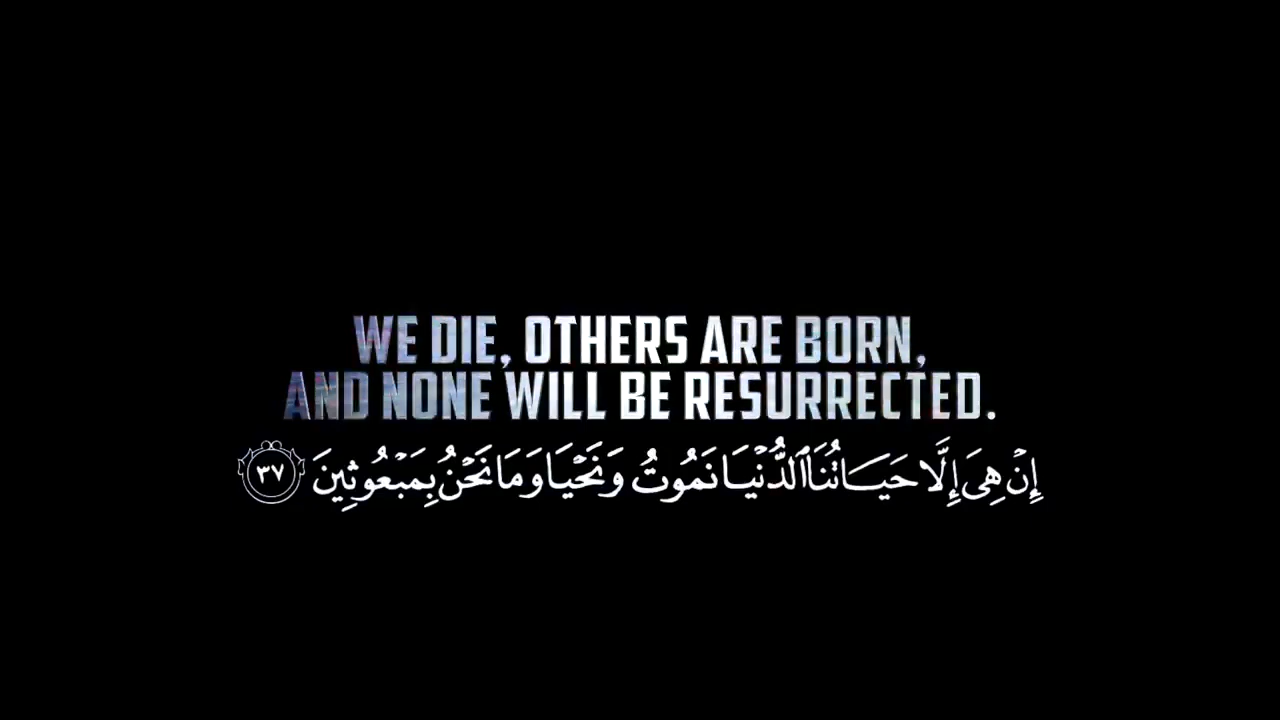 WE DIE, OTHERS ARE BORN,
AND NONE WILL BE RESURRECTED.
إِنْ هِىَ إِلَّا حَيَاتُنَا ٱلدُّنْيَا نَمُوتُ وَنَحْيَا وَمَا نَحْنُ بِمَبْعُوثِينَ ٣٧